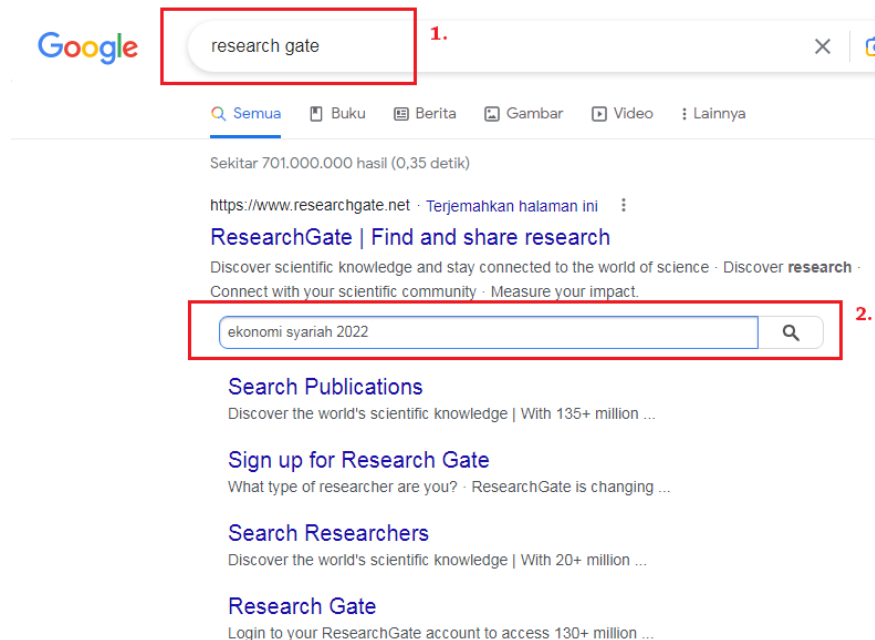 Google
research gate
1.
Semua Buku Berita Gambar Video Lainnya
Sekitar 701.000.000 hasil (0,35 detik)
https://www.researchgate.net · Terjemahkan halaman ini
ResearchGate | Find and share research
Discover scientific knowledge and stay connected to the world of science · Discover research ·
Connect with your scientific community · Measure your impact.
2.
ekonomi syariah 2022
Search Publications
Discover the world's scientific knowledge | With 135+ million ...
Sign up for Research Gate
What type of researcher are you? · ResearchGate is changing ...
Search Researchers
Discover the world's scientific knowledge | With 20+ million ...
Research Gate
Login to your ResearchGate account to access 130+ million ...